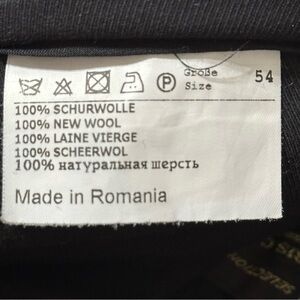 Größe
Size 54
P
100% SCHURWOLLE
100% NEW WOOL
100% LAINE VIERGE
100% SCHEERWOL
100% натуральная шерсть
Made in Romania